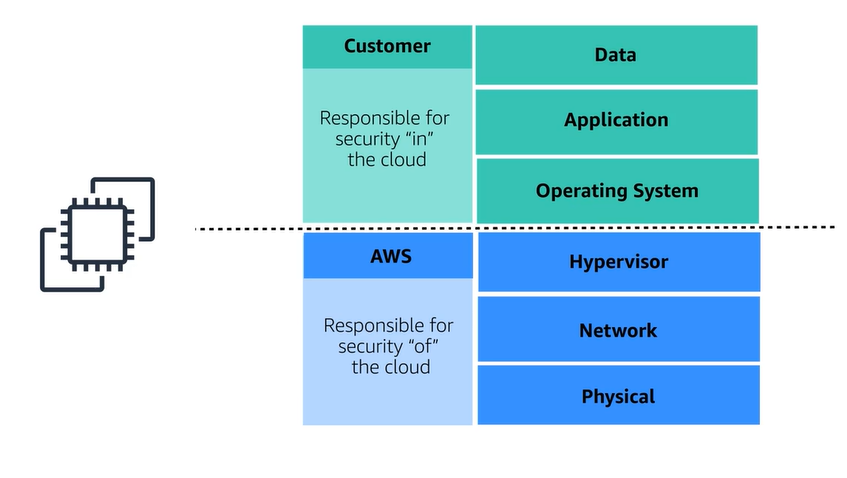 Customer
Responsible for
security “in”
the cloud
Data
Application
Operating System
AWS
Responsible for
security “of”
the cloud
Hypervisor
Network
Physical